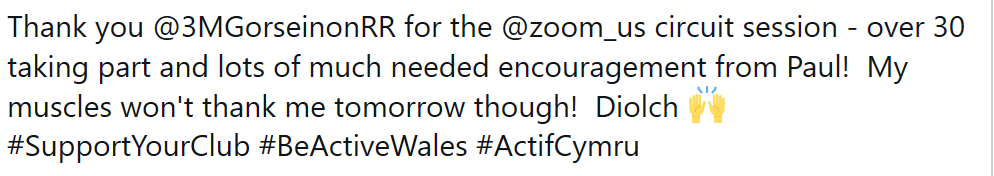 Thank you @3MGorseinonRR for the @zoom_us circuit session - over 30
taking part and lots of much needed encouragement from Paul!  My
muscles won't thank me tomorrow though!  Diolch 🙌
#SupportYourClub #BeActiveWales #ActifCymru